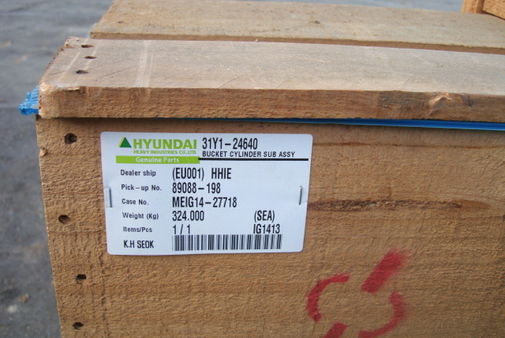 HYUNDAI 31Y1-24640
HEAVY INDUSTRIES CO.,LTD. BUCKET CYLINDER SUB ASSY
Genuine Parts
Dealer ship (EU001) HHIE
Pick-up No. 89088-198
Case No. MEIG14-27718
Weight (Kg) 324.000 (SEA)
Items/Pcs 1 / 1 IG1413
K.H SEOK